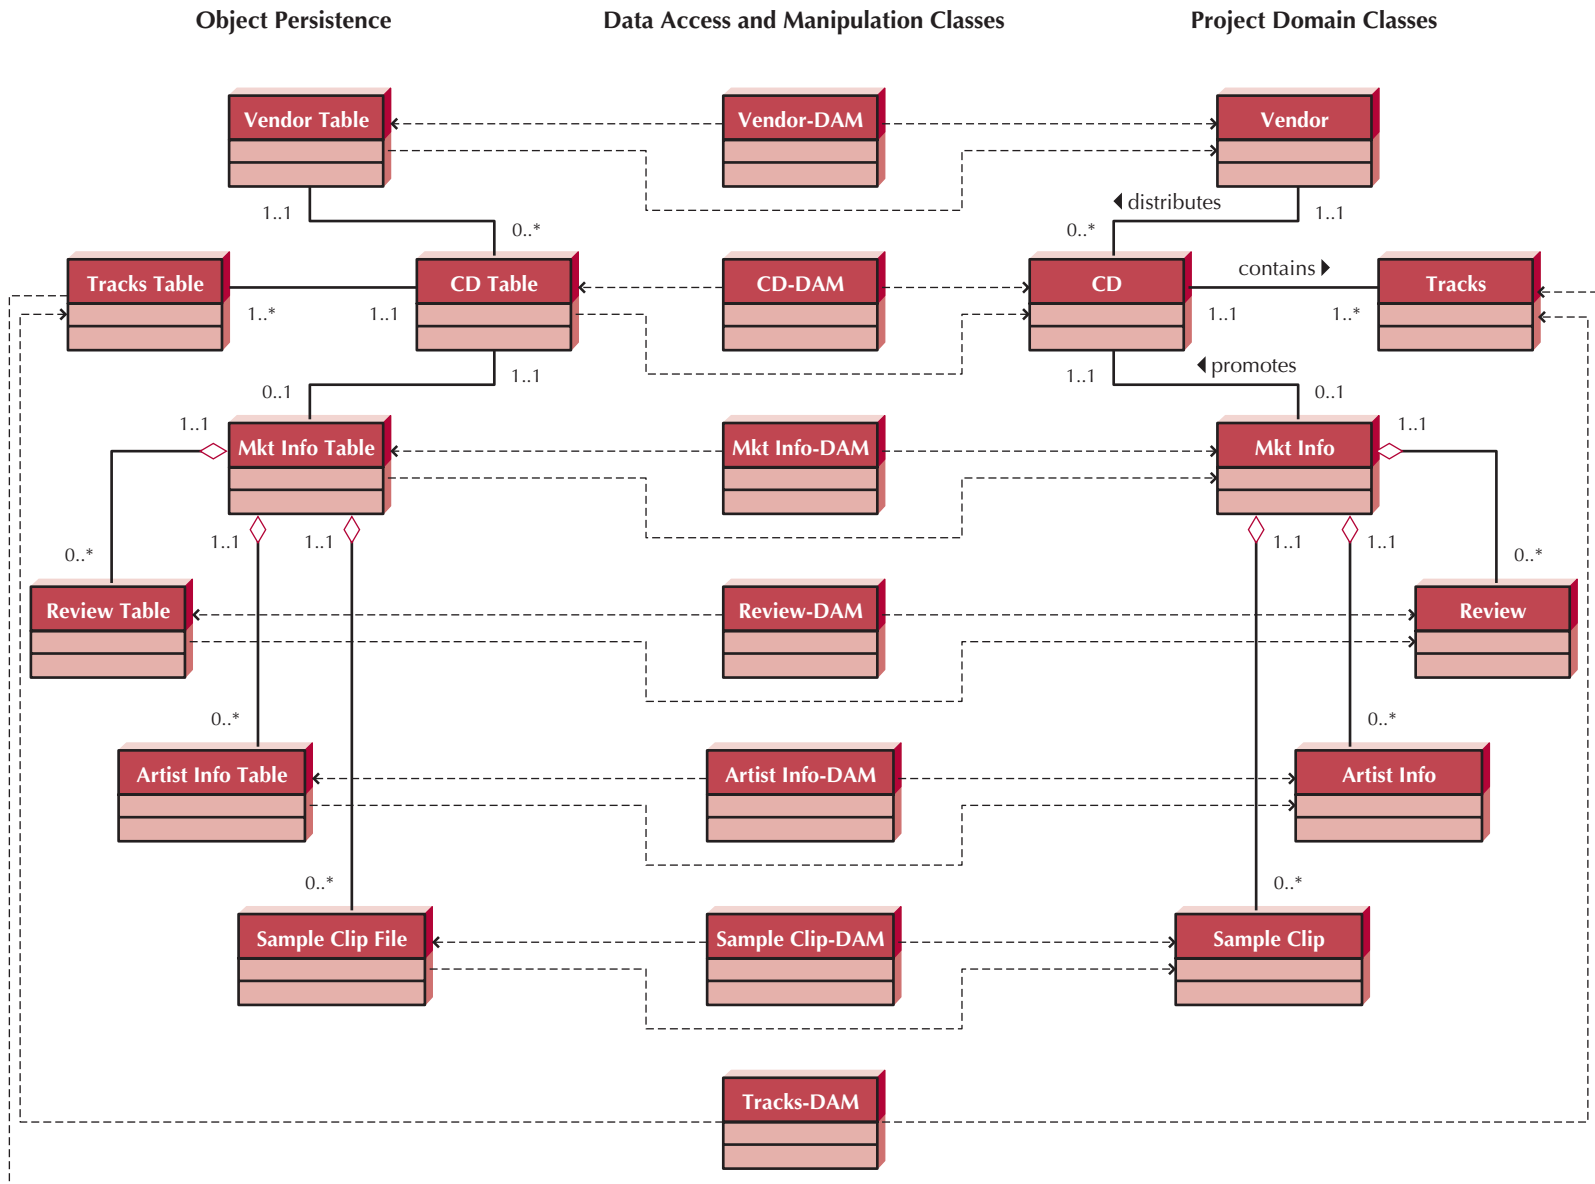 Object Persistence
Data Access and Manipulation Classes
Project Domain Classes
Vendor Table
Vendor-DAM
Vendor
1..1
distributes
1..1
0..*
0..*
Tracks Table
CD Table
CD-DAM
CD
contains
Tracks
1..*
1..1
1..1
1..*
0..1
1..1
1..1
promotes
0..1
1..1
Mkt Info Table
Mkt Info-DAM
Mkt Info
1..1
1..1
1..1
1..1
1..1
0..*
0..*
Review Table
Review-DAM
Review
0..*
0..*
Artist Info Table
Artist Info-DAM
Artist Info
0..*
0..*
Sample Clip File
Sample Clip-DAM
Sample Clip
Tracks-DAM